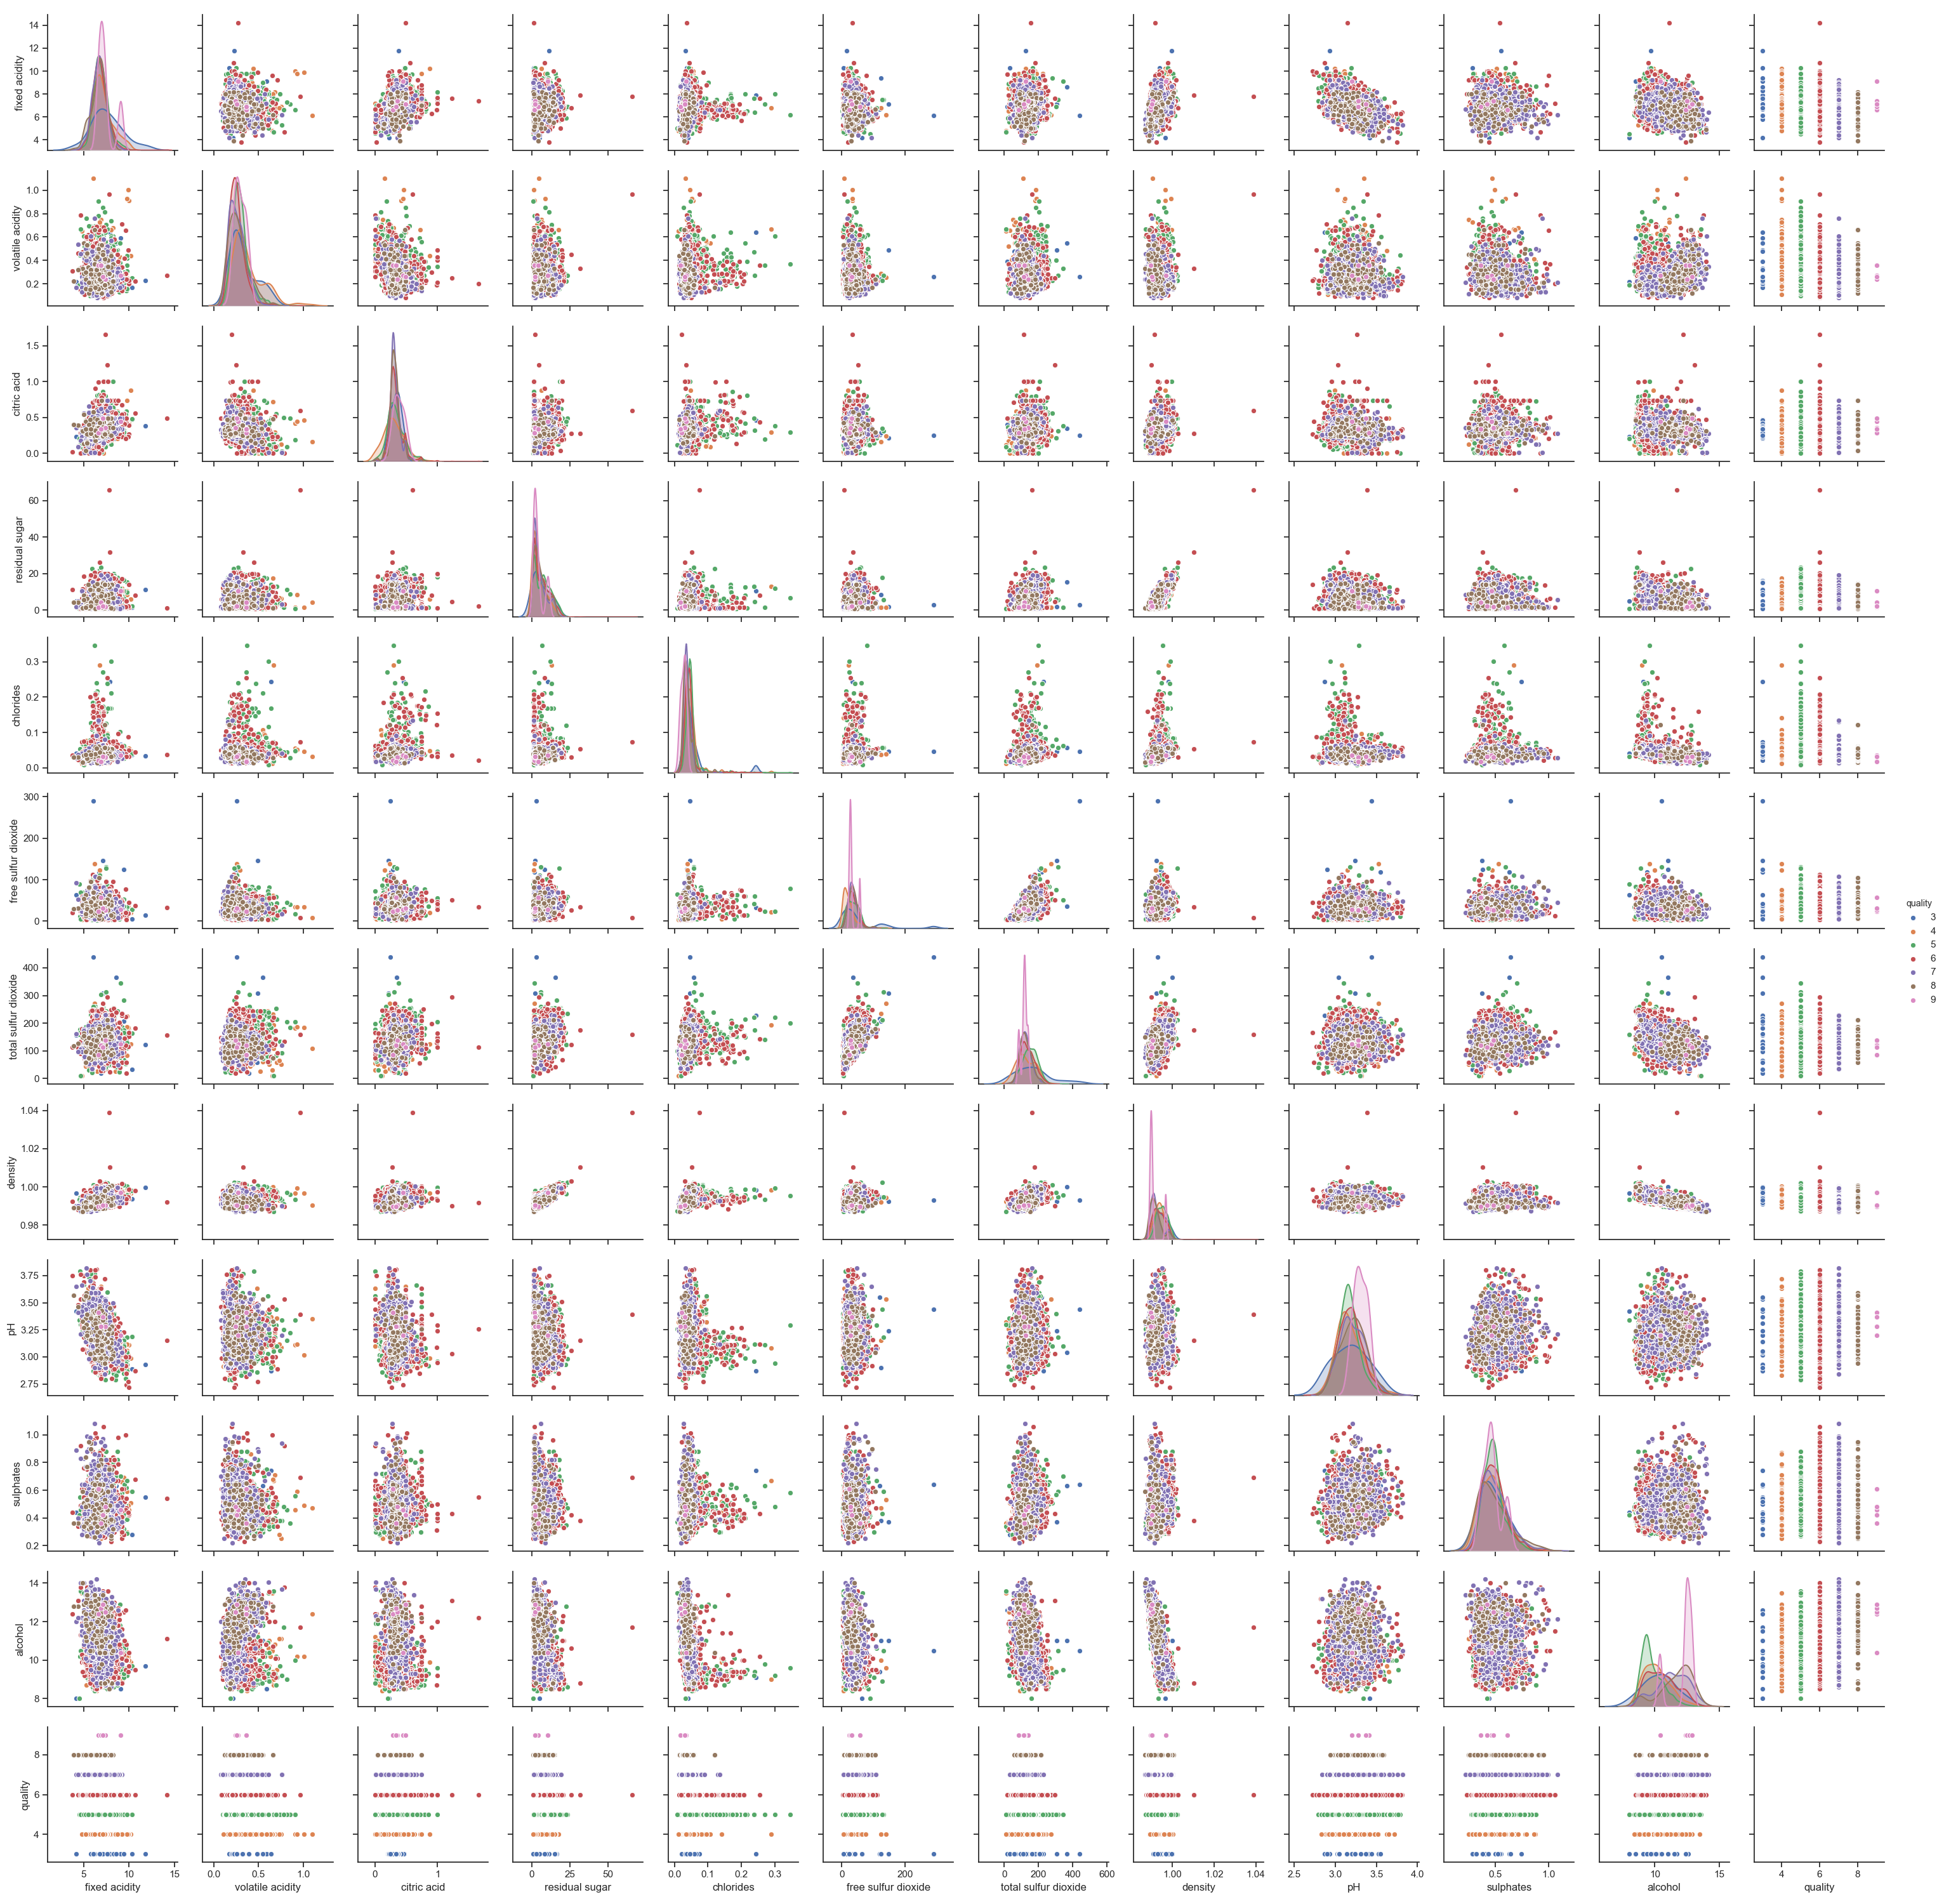 14
12
10
8
6
4
fixed acidity
1.0
0.8
0.6
0.4
0.2
volatile acidity
1.5
1.0
0.5
0.0
citric acid
60
40
20
0
residual sugar
0.3
0.2
0.1
0.0
chlorides
300
200
100
0
free sulfur dioxide
quality
3
4
5
6
7
8
9
400
300
200
100
0
total sulfur dioxide
1.04
1.02
1.00
0.98
density
3.75
3.50
3.25
3.00
2.75
pH
1.0
0.8
0.6
0.4
0.2
sulphates
14
12
10
8
alcohol
8
6
4
quality
5 10 15
0.0 0.5 1.0
0 1
0 25 50
0.0 0.1 0.2 0.3
0 200
0 200 400 600
1.00 1.02 1.04
2.5 3.0 3.5 4.0
0.5 1.0
10 15
4 6 8
fixed acidity volatile acidity citric acid residual sugar chlorides free sulfur dioxide total sulfur dioxide density pH sulphates alcohol quality